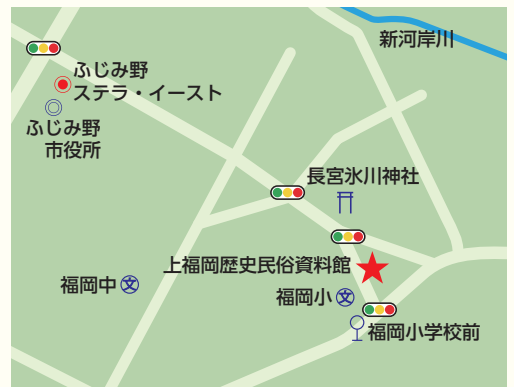 新河岸川
ふじみ野
ステラ・イースト
ふじみ野
市役所
長宮氷川神社
上福岡歴史民俗資料館
福岡中文
福岡小文
福岡小学校前